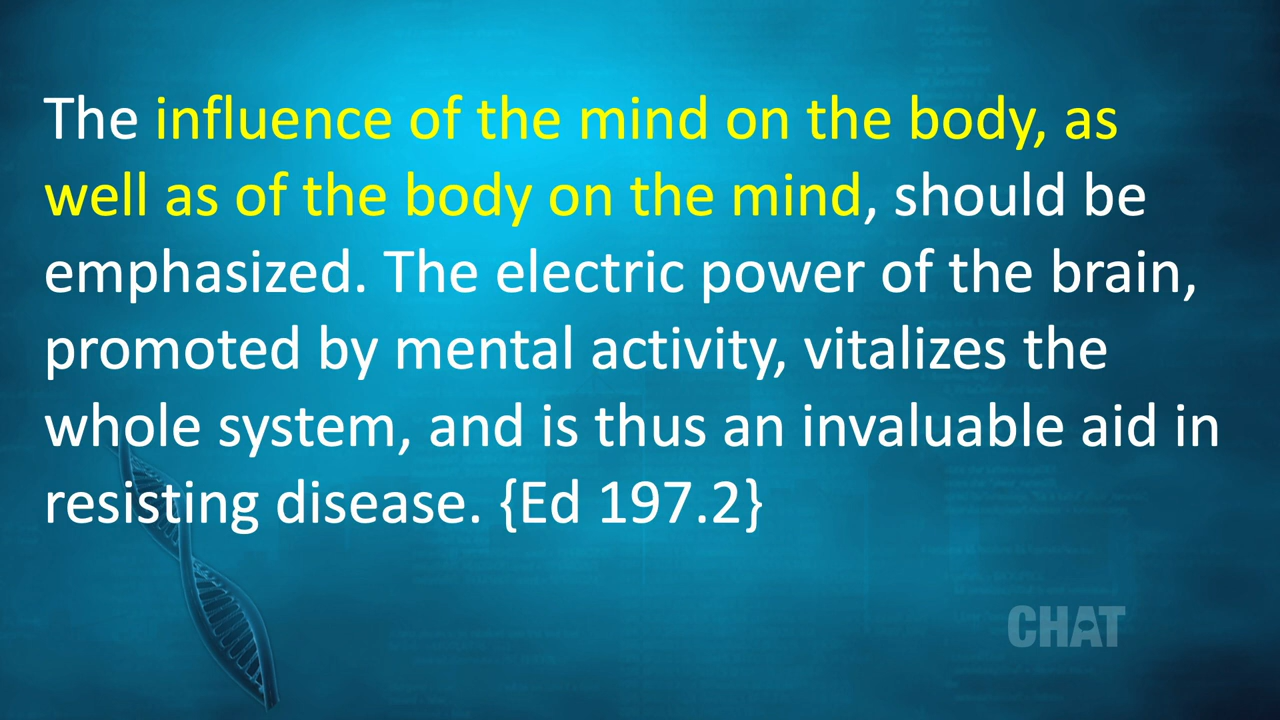 The influence of the mind on the body, as
well as of the body on the mind, should be
emphasized. The electric power of the brain,
promoted by mental activity, vitalizes the
whole system, and is thus an invaluable aid in
resisting disease. {Ed 197.2}
CHAT